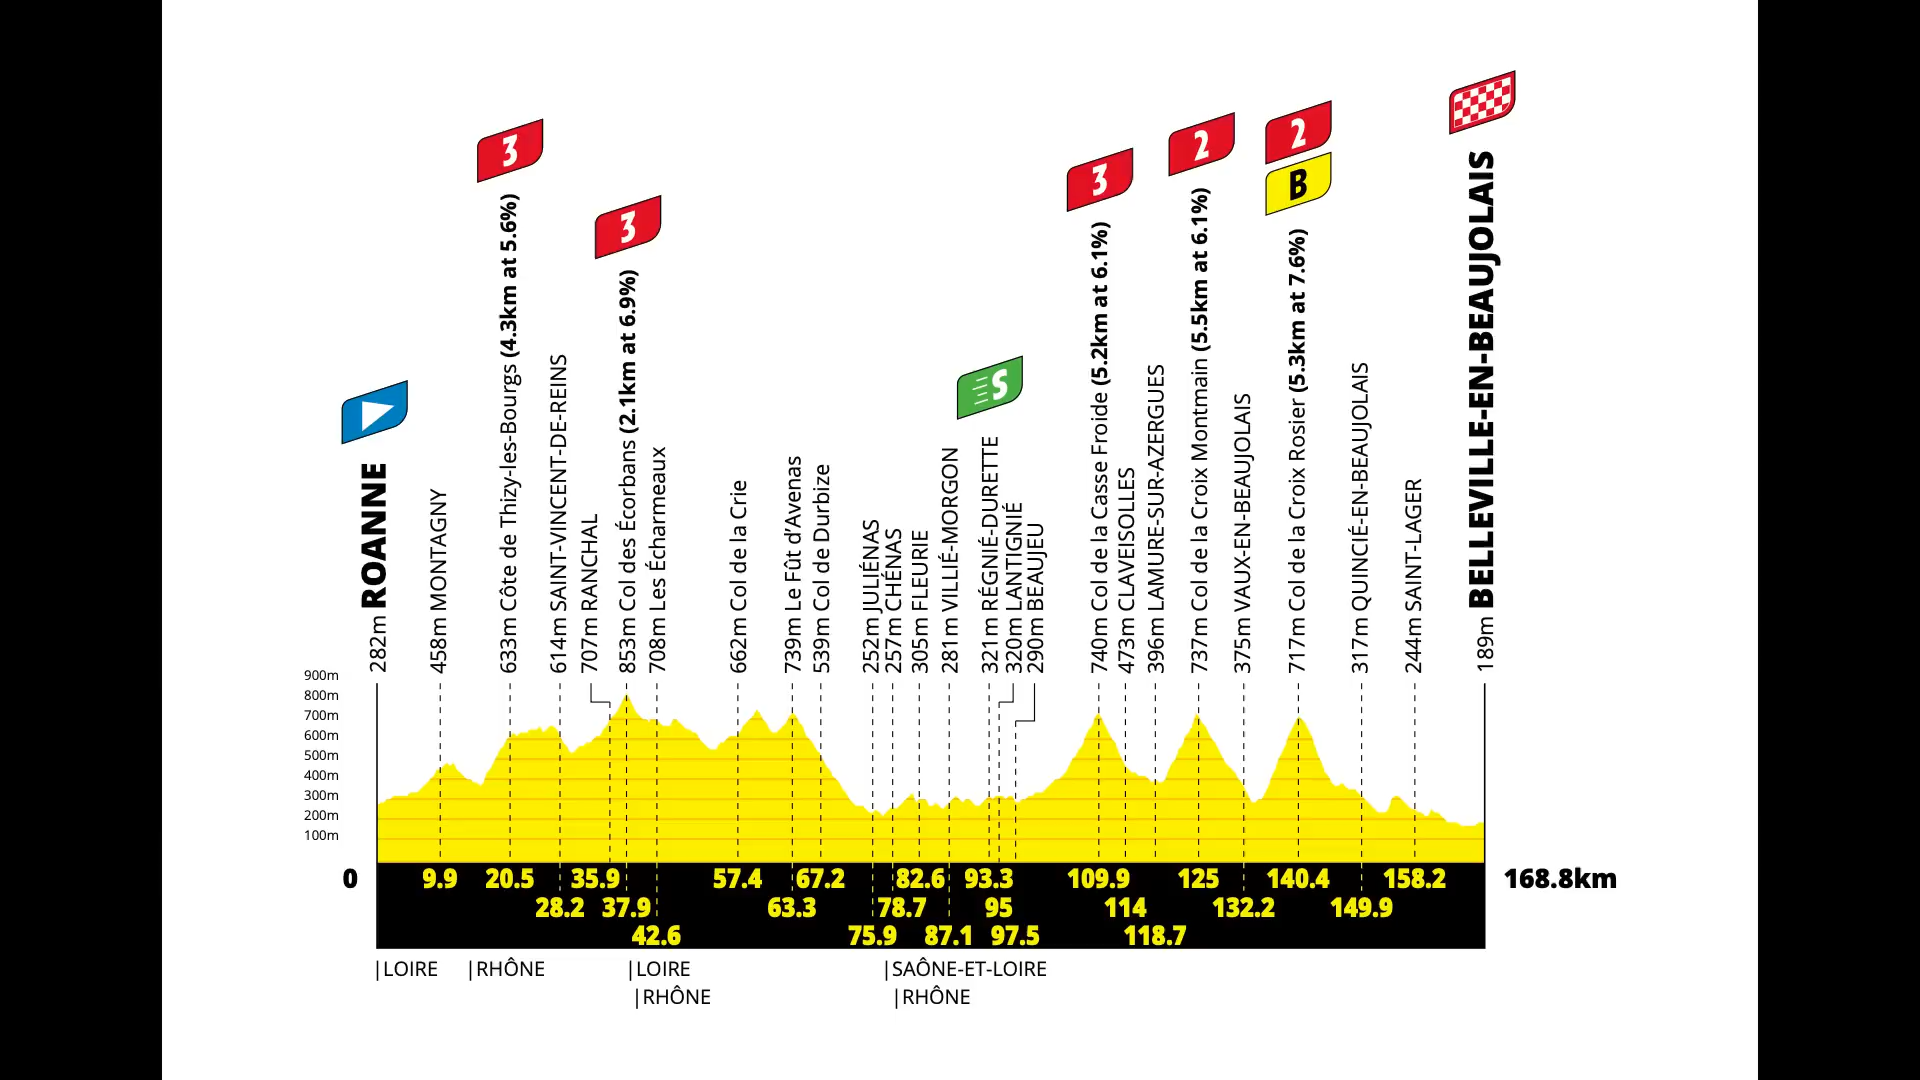 3
3
3
2
2
B
S
282m ROANNE
458m MONTAGNY
633m Côte de Thizy-les-Bourgs (4.3km at 5.6%)
614m SAINT-VINCENT-DE-REINS
707m RANCHAL
853m Col des Écorbans (2.1km at 6.9%)
708m Les Écharmeaux
662m Col de la Crie
739m Le Fût d'Avenas
539m Col de Durbize
252m JULIÉNAS
257m CHÉNAS
305m FLEURIE
281m VILLIÉ-MORGON
321m RÉGNIÉ-DURETTE
320m LANTIGNIÉ
290m BEAUJEU
740m Col de la Casse Froide (5.2km at 6.1%)
473m CLAVEISOLLES
396m LAMURE-SUR-AZERGUES
737m Col de la Croix Montmain (5.5km at 6.1%)
375m VAUX-EN-BEAUJOLAIS
717m Col de la Croix Rosier (5.3km at 7.6%)
317m QUINCIÉ-EN-BEAUJOLAIS
244m SAINT-LAGER
189m BELLEVILLE-EN-BEAUJOLAIS
900m
800m
700m
600m
500m
400m
300m
200m
100m
0 9.9 20.5 35.9 57.4 67.2 82.6 93.3 109.9 125 140.4 158.2 168.8km
28.2 37.9 63.3 78.7 95 114 132.2 149.9
42.6 75.9 87.1 97.5 118.7
|LOIRE |RHÔNE |LOIRE |SAÔNE-ET-LOIRE
|RHÔNE |RHÔNE